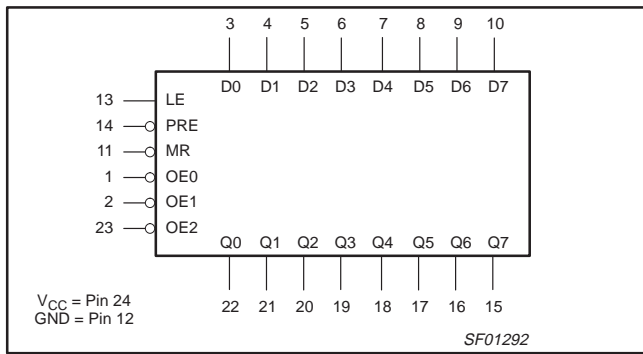 3 4 5 6 7 8 9 10
D0 D1 D2 D3 D4 D5 D6 D7
13 LE
14 PRE
11 MR
1 OE0
2 OE1
23 OE2
Q0 Q1 Q2 Q3 Q4 Q5 Q6 Q7
22 21 20 19 18 17 16 15
VCC = Pin 24
GND = Pin 12
SF01292